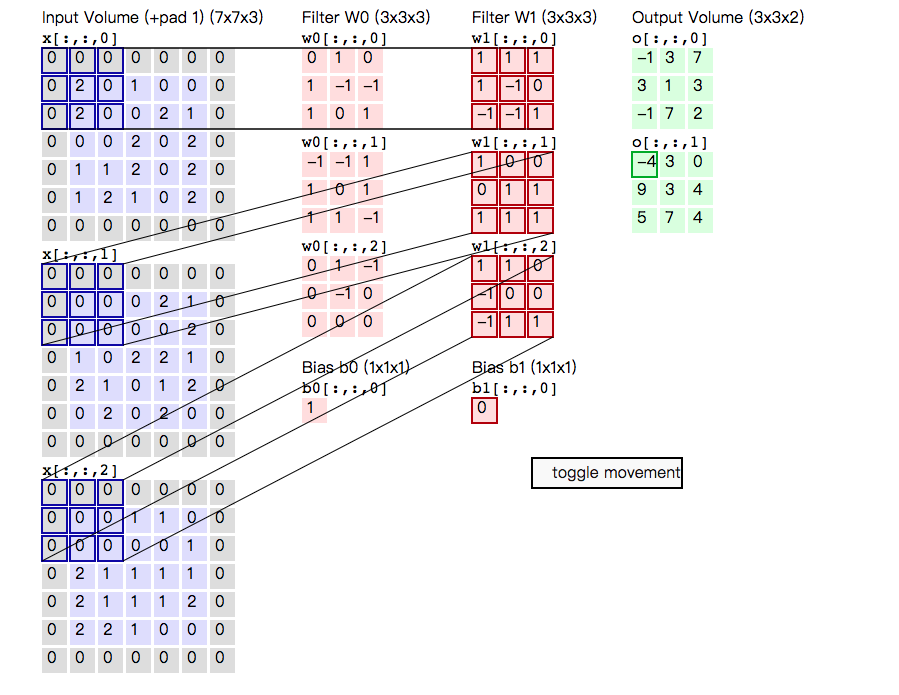 Input Volume (+pad 1) (7x7x3)
x[:,:,0]
0 0 0 0 0 0 0
0 2 0 1 0 0 0
0 2 0 0 2 1 0
0 0 0 2 0 2 0
0 1 1 2 0 2 0
0 1 2 1 0 2 0
0 0 0 0 0 0 0
x[:,:,1]
0 0 0 0 0 0 0
0 0 0 0 2 1 0
0 0 0 0 0 2 0
0 1 0 2 2 1 0
0 2 1 0 1 2 0
0 0 2 0 2 0 0
0 0 0 0 0 0 0
x[:,:,2]
0 0 0 0 0 0 0
0 0 0 1 1 0 0
0 0 0 0 0 1 0
0 2 1 1 1 1 0
0 2 1 1 1 2 0
0 2 2 1 0 0 0
0 0 0 0 0 0 0
Filter W0 (3x3x3)
w0[:,:,0]
0 1 0
1 −1 −1
1 0 1
w0[:,:,1]
−1 −1 1
1 0 1
1 1 −1
w0[:,:,2]
0 1 −1
0 −1 0
0 0 0
Bias b0 (1x1x1)
b0[:,:,0]
1
Filter W1 (3x3x3)
w1[:,:,0]
1 1 1
1 −1 0
−1 −1 1
w1[:,:,1]
1 0 0
0 1 1
1 1 1
w1[:,:,2]
1 1 0
−1 0 0
−1 1 1
Bias b1 (1x1x1)
b1[:,:,0]
0
Output Volume (3x3x2)
o[:,:,0]
−1 3 7
3 1 3
−1 7 2
o[:,:,1]
−4 3 0
9 3 4
5 7 4
toggle movement